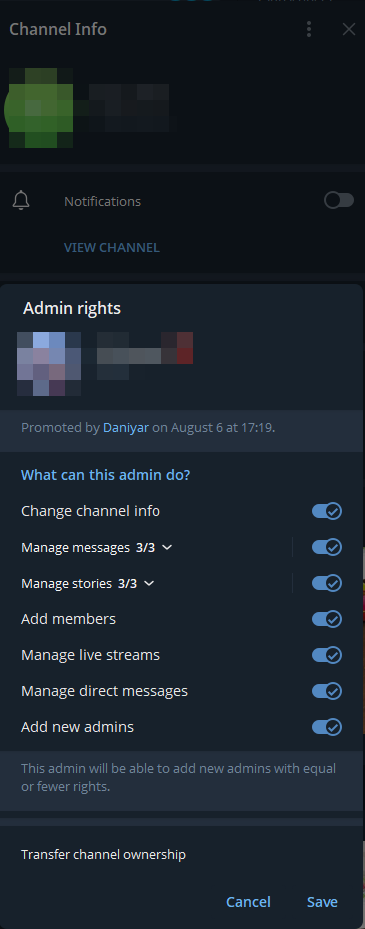 Channel Info
Notifications
VIEW CHANNEL
Admin rights
Promoted by Daniyar on August 6 at 17:19.
What can this admin do?
Change channel info
Manage messages 3/3
Manage stories 3/3
Add members
Manage live streams
Manage direct messages
Add new admins
This admin will be able to add new admins with equal
or fewer rights.
Transfer channel ownership
Cancel Save